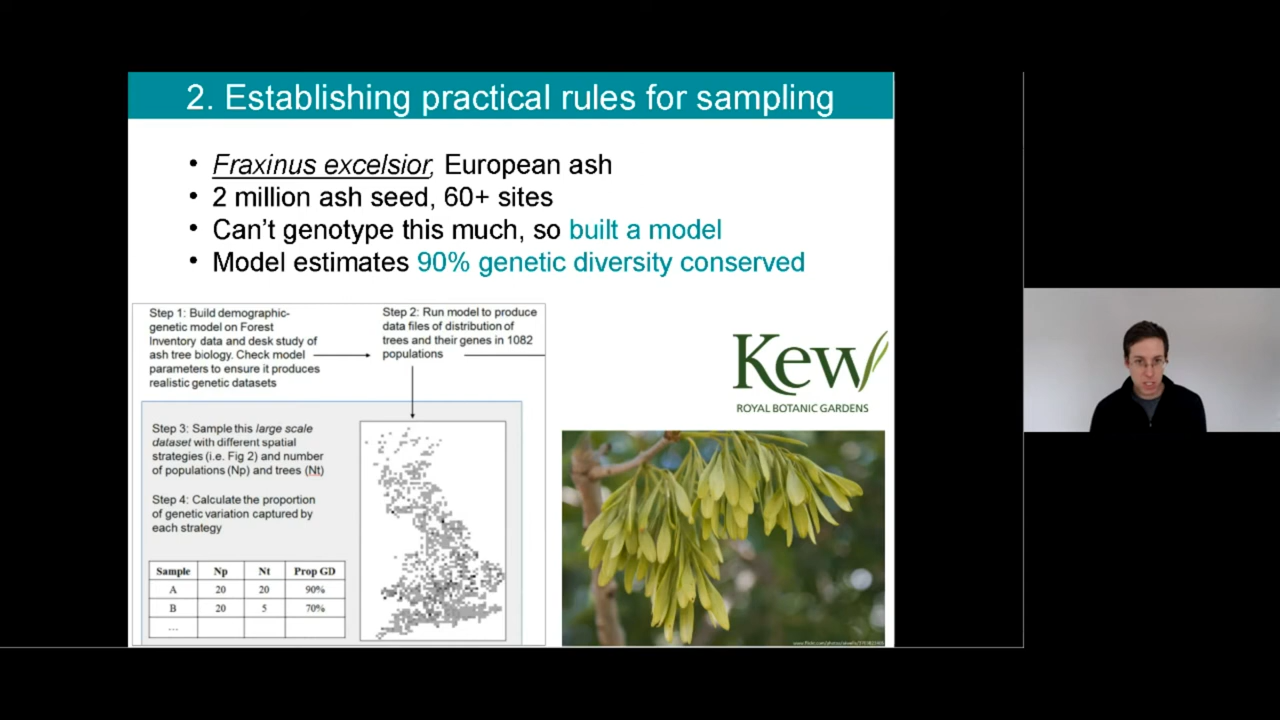 2. Establishing practical rules for sampling
• Fraxinus excelsior, European ash
• 2 million ash seed, 60+ sites
• Can't genotype this much, so built a model
• Model estimates 90% genetic diversity conserved
Step 1: Build demographic-
genetic model on Forest
Inventory data and desk study of
ash tree biology. Check model
parameters to ensure it produces
realistic genetic datasets
Step 2: Run model to produce
data files of distribution of
trees and their genes in 1082
populations
Step 3: Sample this large scale
dataset with different spatial
strategies (i.e. Fig 2) and number
of populations (Np) and trees (Nt)
Step 4: Calculate the proportion
of genetic variation captured by
each strategy
Sample Np Nt Prop GD
A 20 20 90%
B 20 5 70%
...
Kew
ROYAL BOTANIC GARDENS